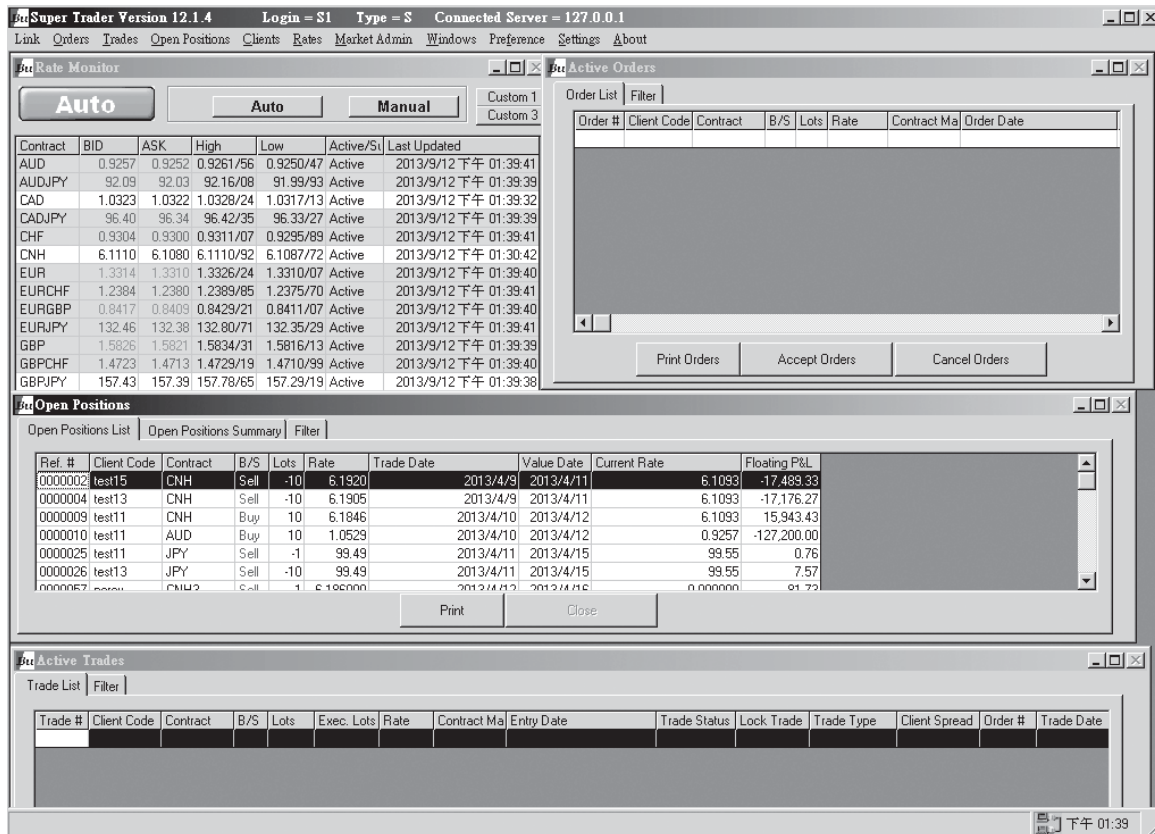 Super Trader Version 12.1.4 Login = S1 Type = S Connected Server = 127.0.0.1
Link Orders Trades Open Positions Clients Rates Market Admin Windows Preference Settings About
Rate Monitor
Auto Auto Manual Custom 1
Custom 3
Contract BID ASK High Low Active/Su Last Updated
AUD 0.9257 0.9252 0.9261/56 0.9250/47 Active 2013/9/12 下午 01:39:41
AUDJPY 92.09 92.03 92.16/08 91.99/93 Active 2013/9/12 下午 01:39:39
CAD 1.0323 1.0322 1.0328/24 1.0317/13 Active 2013/9/12 下午 01:39:32
CADJPY 96.40 96.34 96.42/35 96.33/27 Active 2013/9/12 下午 01:39:39
CHF 0.9304 0.9300 0.9311/07 0.9295/89 Active 2013/9/12 下午 01:39:41
CNH 6.1110 6.1080 6.1110/92 6.1087/72 Active 2013/9/12 下午 01:30:42
EUR 1.3314 1.3310 1.3326/24 1.3310/07 Active 2013/9/12 下午 01:39:40
EURCHF 1.2384 1.2380 1.2389/85 1.2375/70 Active 2013/9/12 下午 01:39:41
EURGBP 0.8417 0.8409 0.8429/21 0.8411/07 Active 2013/9/12 下午 01:39:40
EURJPY 132.46 132.38 132.80/71 132.35/29 Active 2013/9/12 下午 01:39:41
GBP 1.5826 1.5821 1.5834/31 1.5816/13 Active 2013/9/12 下午 01:39:39
GBPCHF 1.4723 1.4713 1.4729/19 1.4710/99 Active 2013/9/12 下午 01:39:40
GBPJPY 157.43 157.39 157.78/65 157.29/19 Active 2013/9/12 下午 01:39:38
Active Orders
Order List Filter
Order # Client Code Contract B/S Lots Rate Contract Ma Order Date
Print Orders Accept Orders Cancel Orders
Open Positions
Open Positions List Open Positions Summary Filter
Ref. # Client Code Contract B/S Lots Rate Trade Date Value Date Current Rate Floating P&L
0000002 test15 CNH Sell -10 6.1920 2013/4/9 2013/4/11 6.1093 -17,489.33
0000004 test13 CNH Sell -10 6.1905 2013/4/9 2013/4/11 6.1093 -17,176.27
0000009 test11 CNH Buy 10 6.1846 2013/4/10 2013/4/12 6.1093 15,943.43
0000010 test11 AUD Buy 10 1.0529 2013/4/10 2013/4/12 0.9257 -127,200.00
0000025 test11 JPY Sell -1 99.49 2013/4/11 2013/4/15 99.55 0.76
0000026 test13 JPY Sell -10 99.49 2013/4/11 2013/4/15 99.55 7.57
Print Close
Active Trades
Trade List Filter
Trade # Client Code Contract B/S Lots Exec. Lots Rate Contract Ma Entry Date Trade Status Lock Trade Trade Type Client Spread Order # Trade Date
下午 01:39